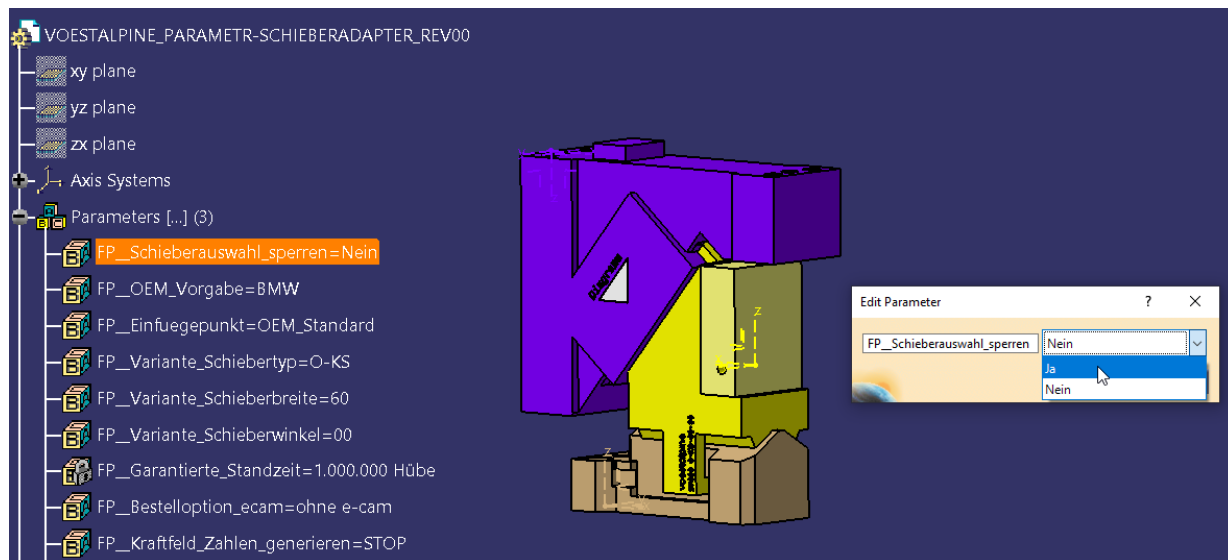 VOESTALPINE_PARAMETR-SCHIEBERADAPTER_REV00
xy plane
yz plane
zx plane
Axis Systems
Parameters [...] (3)
FP__Schieberauswahl_sperren=Nein
FP__OEM_Vorgabe=BMW
FP__Einfuegepunkt=OEM_Standard
FP__Variante_Schiebertyp=O-KS
FP__Variante_Schieberbreite=60
FP__Variante_Schieberwinkel=00
FP__Garantierte_Standzeit=1.000.000 Hübe
FP__Bestelloption_ecam=ohne e-cam
FP__Kraftfeld_Zahlen_generieren=STOP
Diagramm
z
z
Edit Parameter ? ×
FP__Schieberauswahl_sperren Nein
Ja
Nein